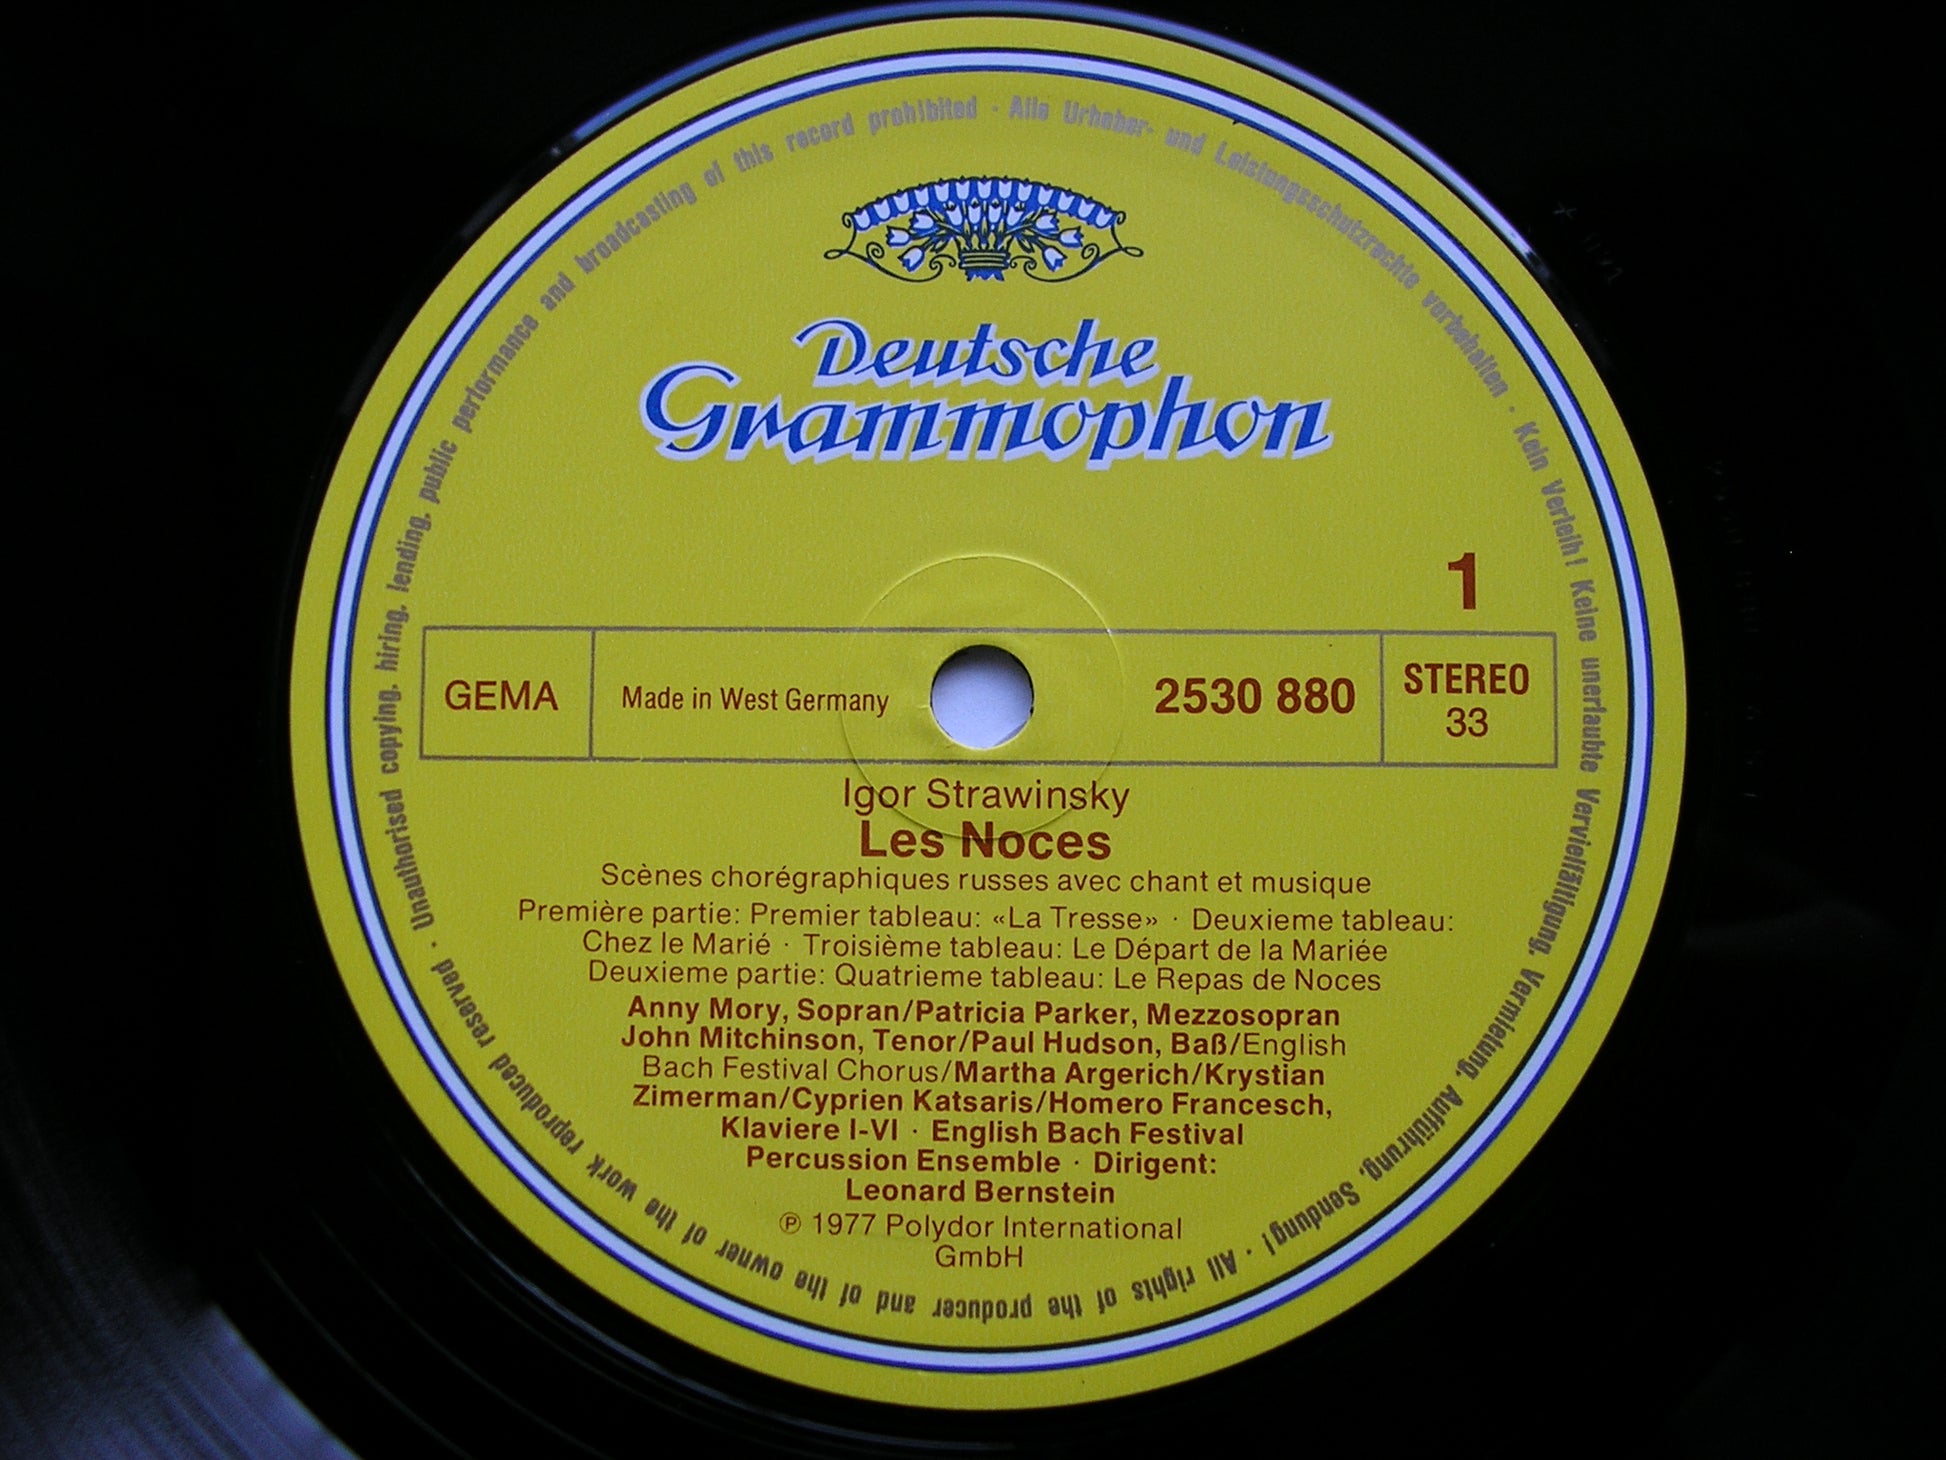 Deutsche
Grammophon
1
GEMA
Made in West Germany
2530 880
STEREO
33
Igor Strawinsky
Les Noces
Scènes chorégraphiques russes avec chant et musique
Première partie: Premier tableau: «La Tresse» · Deuxieme tableau:
Chez le Marié · Troisième tableau: Le Départ de la Mariée
Deuxieme partie: Quatrieme tableau: Le Repas de Noces
Anny Mory, Sopran/Patricia Parker, Mezzosopran
John Mitchinson, Tenor/Paul Hudson, Baß/English
Bach Festival Chorus/Martha Argerich/Krystian
Zimerman/Cyprien Katsaris/Homero Francesch,
Klaviere I-VI · English Bach Festival
Percussion Ensemble · Dirigent:
Leonard Bernstein
℗ 1977 Polydor International
GmbH
Alle Urheber- und Leistungsschutzrechte vorbehalten · Kein Verleih! Keine unerlaubte Vervielfältigung, Vermietung, Aufführung, Sendung! · All rights of the producer and of the owner of the work reproduced reserved · Unauthorised copying, hiring, lending, public performance and broadcasting of this record prohibited ·